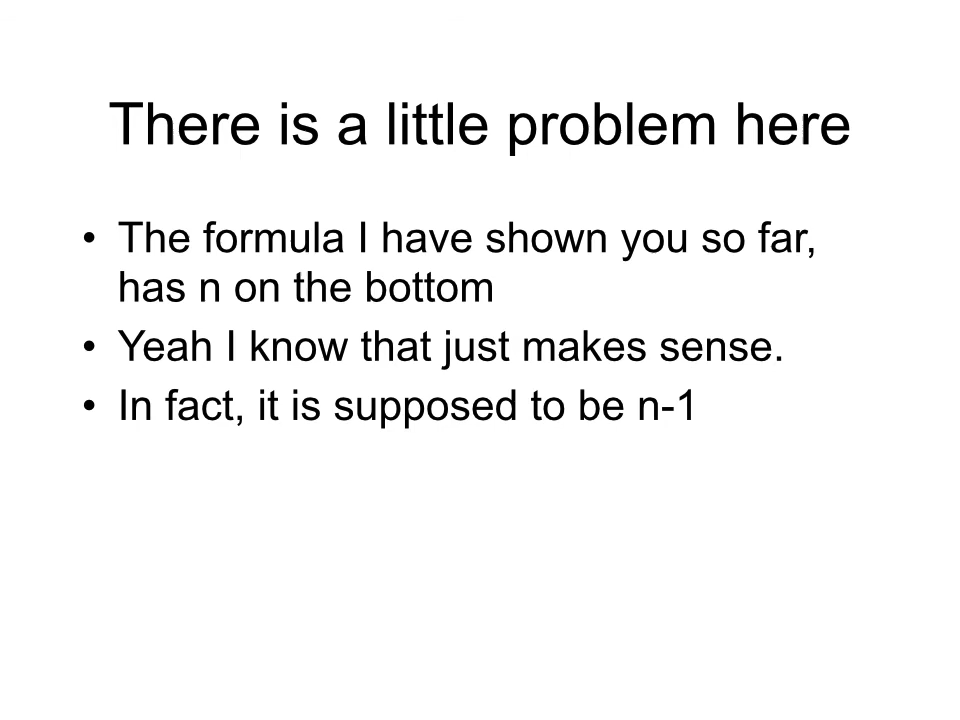 There is a little problem here
• The formula I have shown you so far,
has n on the bottom
• Yeah I know that just makes sense.
• In fact, it is supposed to be n-1